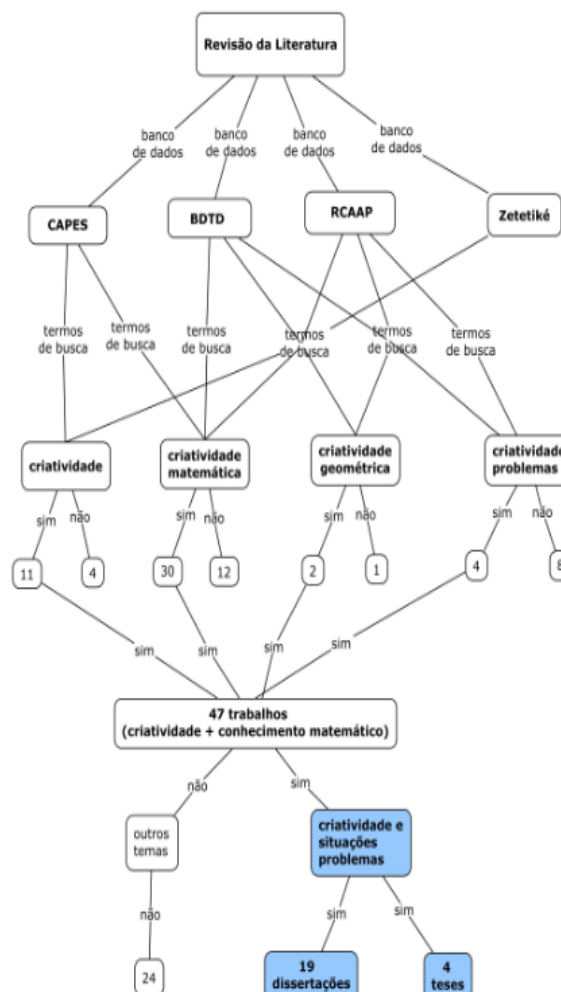 Revisão da Literatura
banco
de dados
banco
de dados
banco
de dados
banco
de dados
CAPES
BDTD
RCAAP
Zetetiké
termos
de busca
termos
de busca
termos
de busca
termos
de busca
termos
de busca
termos
de busca
criatividade
criatividade
matemática
criatividade
geométrica
criatividade
problemas
sim
não
sim
não
sim
não
sim
não
11
4
30
12
2
1
4
8
sim
sim
sim
sim
47 trabalhos
(criatividade + conhecimento matemático)
não
sim
outros
temas
criatividade e
situações
problemas
não
sim
sim
24
19
dissertações
4
teses